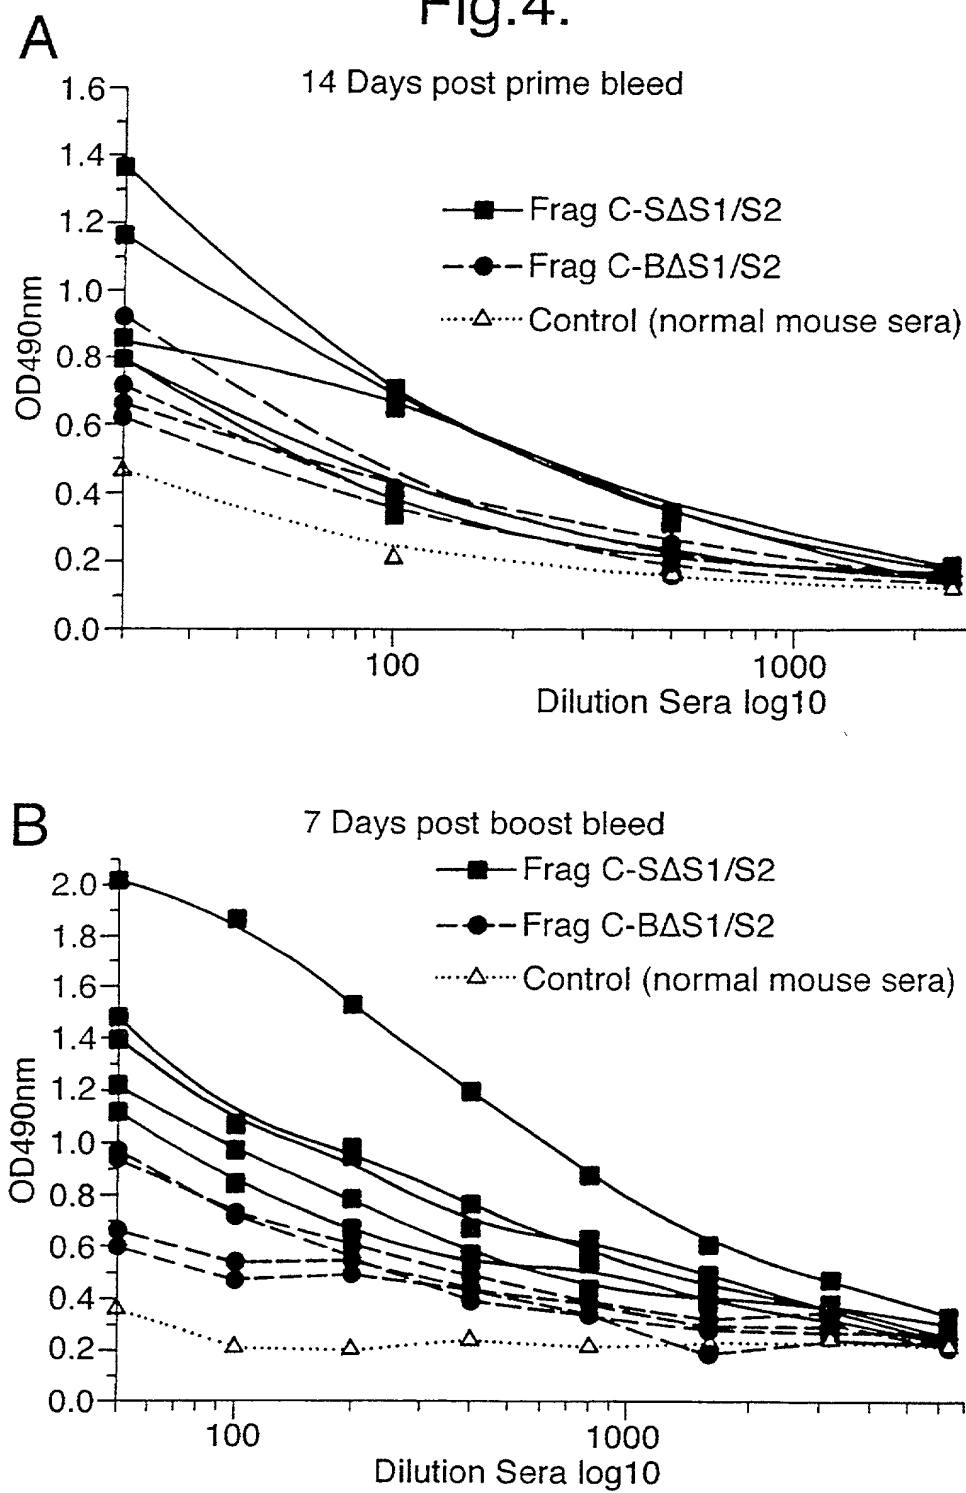 Fig.4.
A
14 Days post prime bleed
1.6
1.4
1.2
1.0
0.8
0.6
0.4
0.2
0.0
OD490nm
Frag C-SΔS1/S2
Frag C-BΔS1/S2
Control (normal mouse sera)
100
1000
Dilution Sera log10
B
7 Days post boost bleed
2.0
1.8
1.6
1.4
1.2
1.0
0.8
0.6
0.4
0.2
0.0
OD490nm
Frag C-SΔS1/S2
Frag C-BΔS1/S2
Control (normal mouse sera)
100
1000
Dilution Sera log10